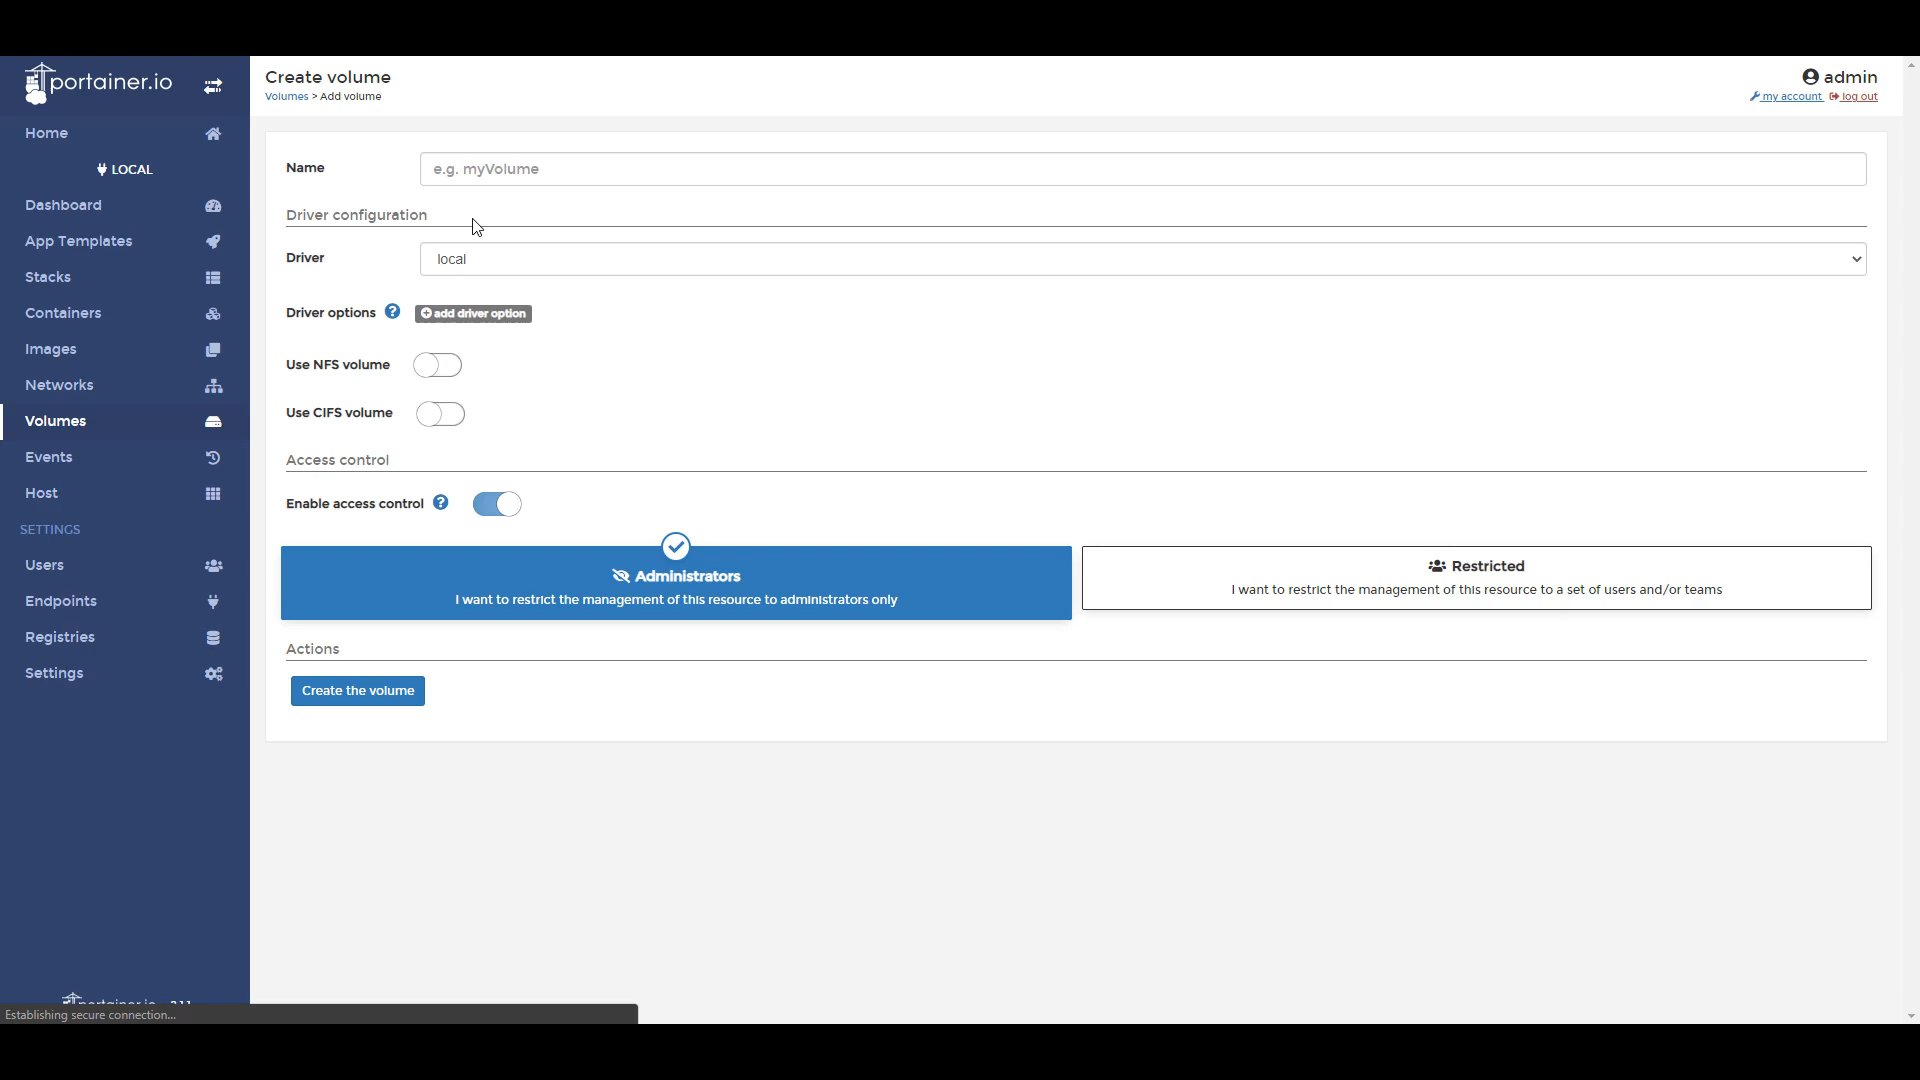 portainer.io
Home
LOCAL
Dashboard
App Templates
Stacks
Containers
Images
Networks
Volumes
Events
Host
SETTINGS
Users
Endpoints
Registries
Settings
Create volume
Volumes > Add volume
admin
my account log out
Name e.g. myVolume
Driver configuration
Driver local
Driver options ? add driver option
Use NFS volume
Use CIFS volume
Access control
Enable access control ?
Administrators
I want to restrict the management of this resource to administrators only
Restricted
I want to restrict the management of this resource to a set of users and/or teams
Actions
Create the volume
Establishing secure connection...